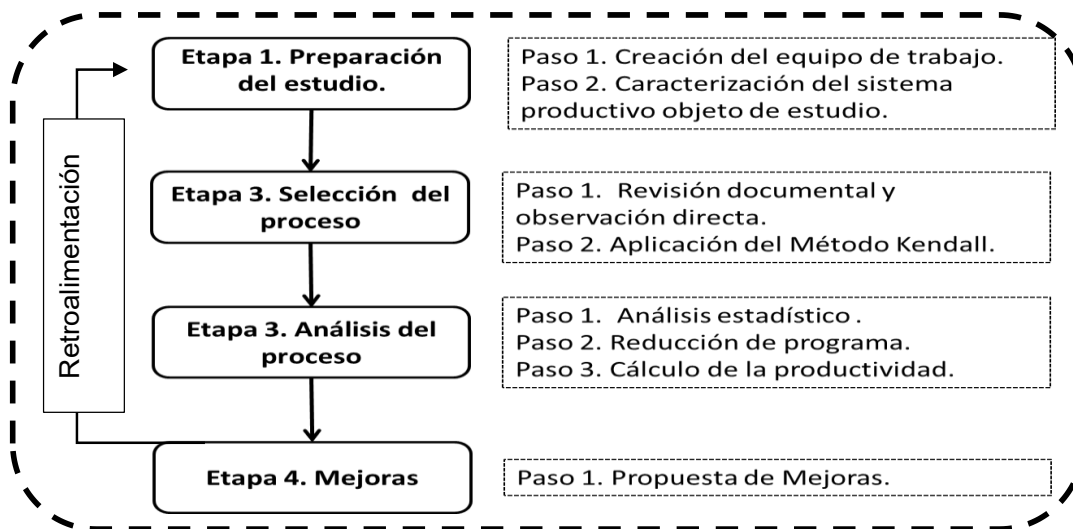 Etapa 1. Preparación
del estudio.
Paso 1. Creación del equipo de trabajo.
Paso 2. Caracterización del sistema
productivo objeto de estudio.
Retroalimentación
Etapa 3. Selección del
proceso
Paso 1. Revisión documental y
observación directa.
Paso 2. Aplicación del Método Kendall.
Etapa 3. Análisis del
proceso
Paso 1. Análisis estadístico .
Paso 2. Reducción de programa.
Paso 3. Cálculo de la productividad.
Etapa 4. Mejoras
Paso 1. Propuesta de Mejoras.